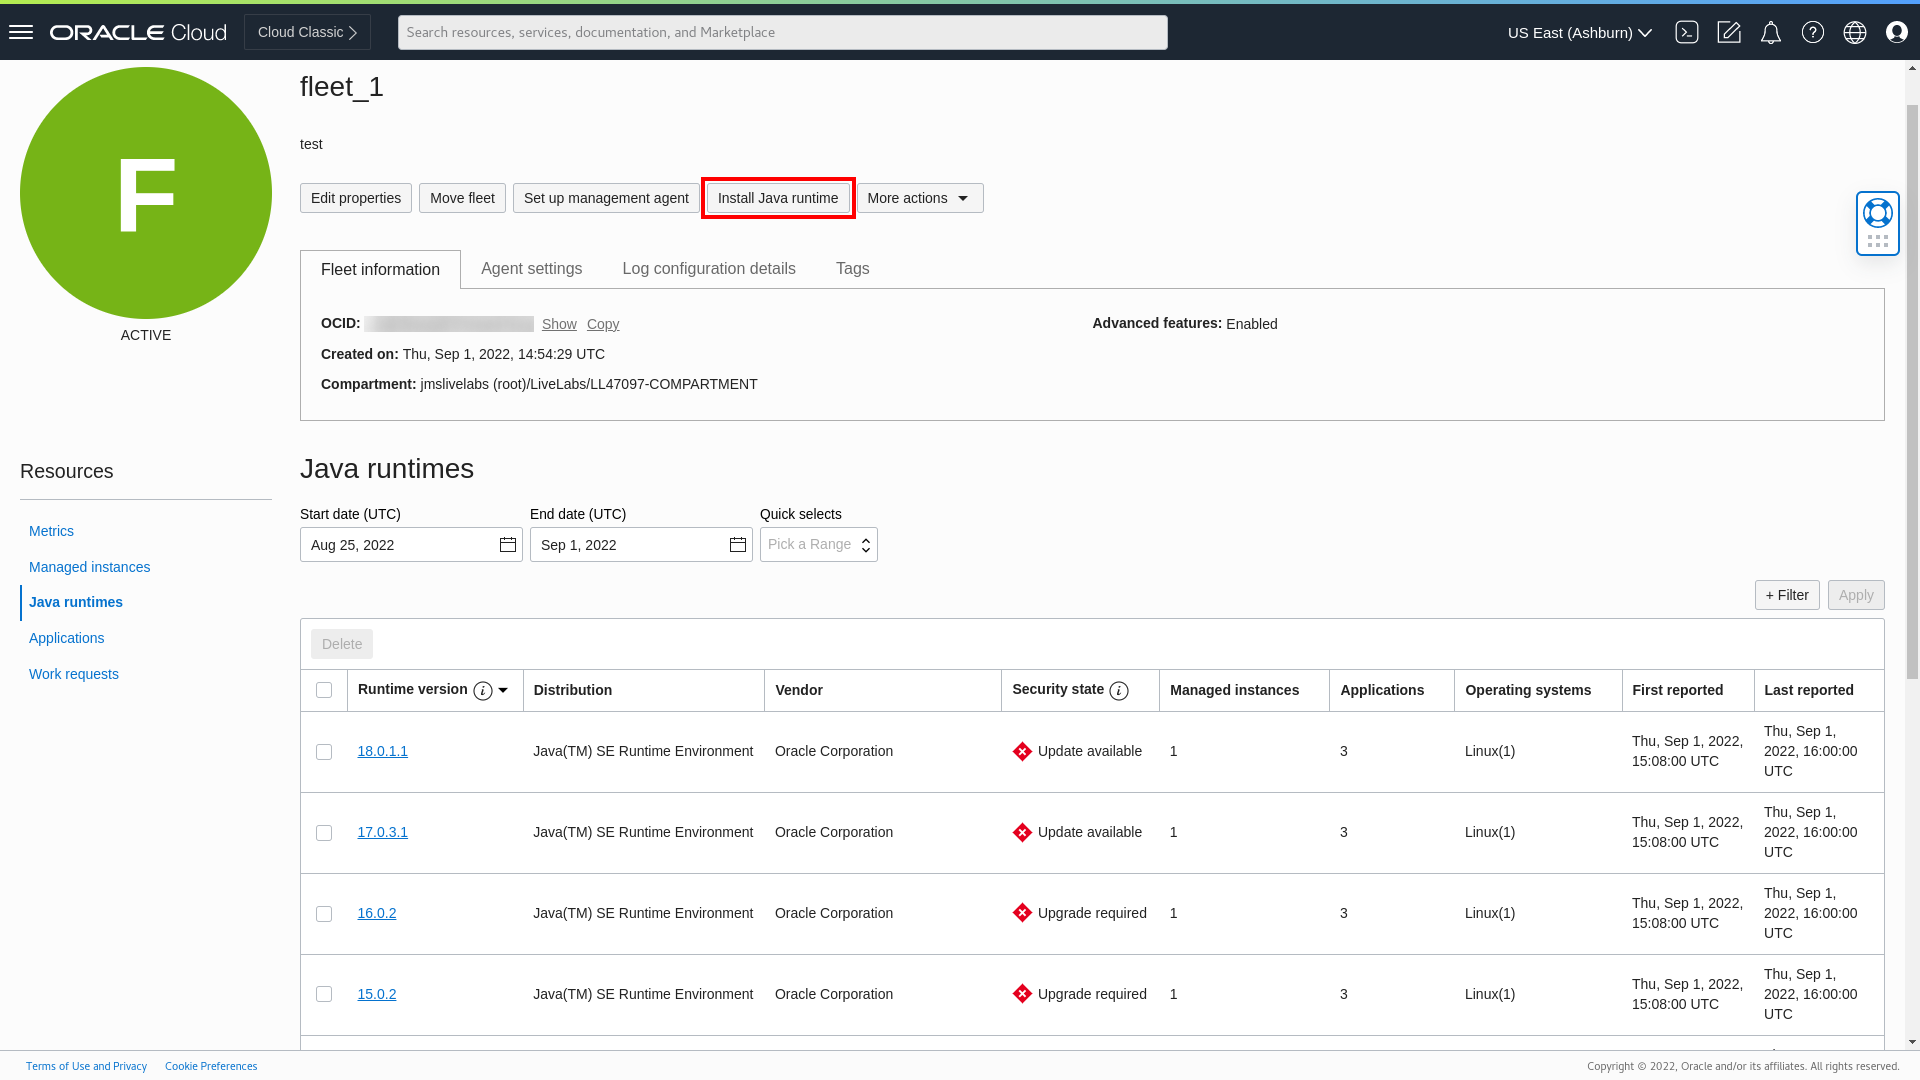 ORACLE Cloud
Cloud Classic
Search resources, services, documentation, and Marketplace
US East (Ashburn)
F
ACTIVE
fleet_1
test
Edit properties
Move fleet
Set up management agent
Install Java runtime
More actions
Fleet information
Agent settings
Log configuration details
Tags
OCID: Show Copy
Advanced features: Enabled
Created on: Thu, Sep 1, 2022, 14:54:29 UTC
Compartment: jmslivelabs (root)/LiveLabs/LL47097-COMPARTMENT
Resources
Metrics
Managed instances
Java runtimes
Applications
Work requests
Java runtimes
Start date (UTC)
End date (UTC)
Quick selects
Aug 25, 2022
Sep 1, 2022
Pick a Range
+ Filter
Apply
Delete
Runtime version
Distribution
Vendor
Security state
Managed instances
Applications
Operating systems
First reported
Last reported
18.0.1.1
Java(TM) SE Runtime Environment
Oracle Corporation
Update available
1
3
Linux(1)
Thu, Sep 1, 2022,
15:08:00 UTC
Thu, Sep 1,
2022, 16:00:00
UTC
17.0.3.1
Java(TM) SE Runtime Environment
Oracle Corporation
Update available
1
3
Linux(1)
Thu, Sep 1, 2022,
15:08:00 UTC
Thu, Sep 1,
2022, 16:00:00
UTC
16.0.2
Java(TM) SE Runtime Environment
Oracle Corporation
Upgrade required
1
3
Linux(1)
Thu, Sep 1, 2022,
15:08:00 UTC
Thu, Sep 1,
2022, 16:00:00
UTC
15.0.2
Java(TM) SE Runtime Environment
Oracle Corporation
Upgrade required
1
3
Linux(1)
Thu, Sep 1, 2022,
15:08:00 UTC
Thu, Sep 1,
2022, 16:00:00
UTC
Terms of Use and Privacy
Cookie Preferences
Copyright © 2022, Oracle and/or its affiliates. All rights reserved.